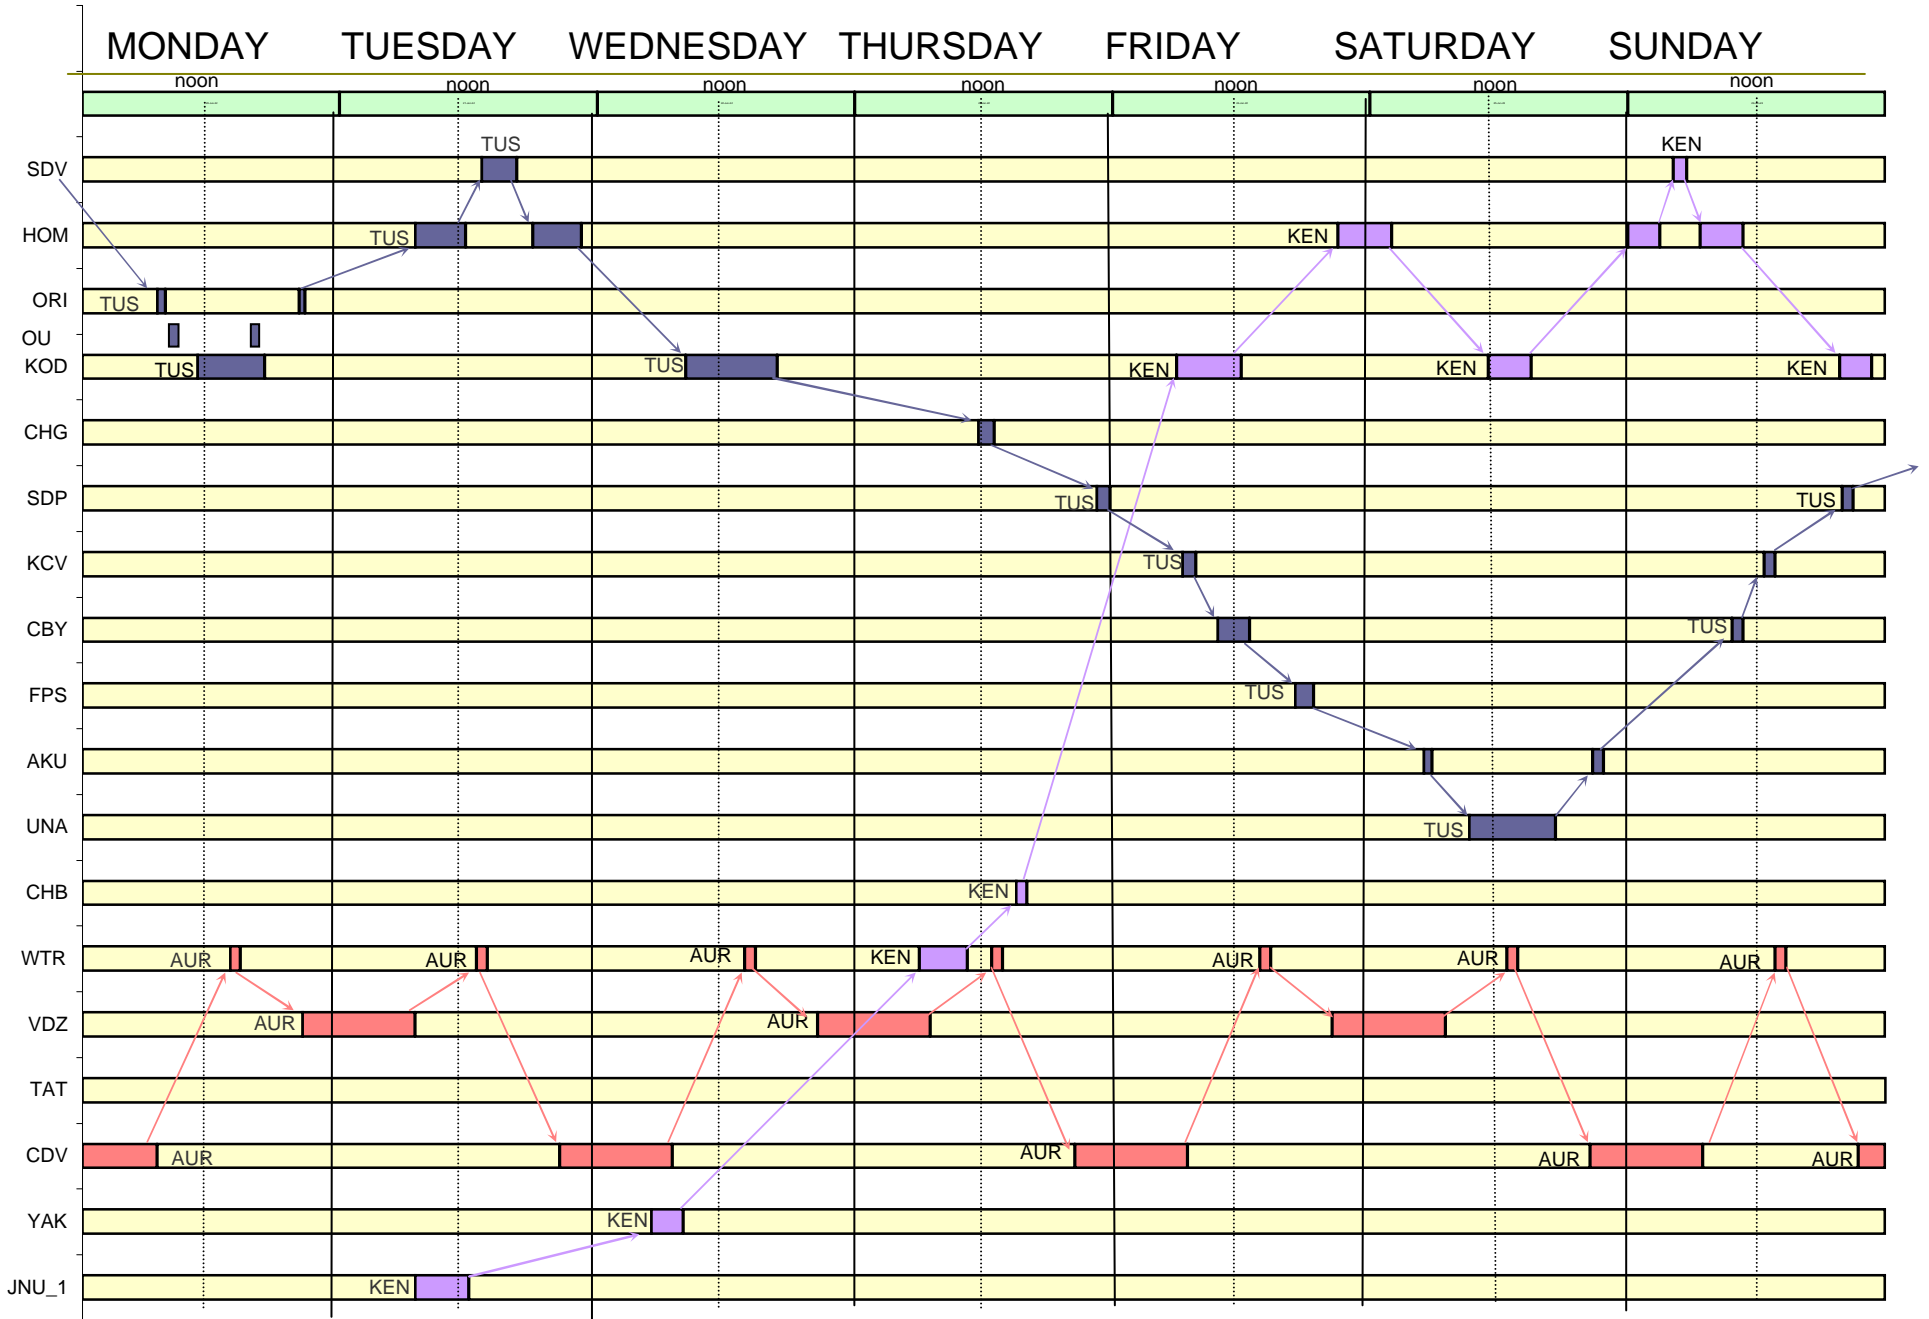 MONDAY TUESDAY WEDNESDAY THURSDAY FRIDAY SATURDAY SUNDAY
noon noon noon noon noon noon noon
TUS KEN
SDV
HOM TUS KEN
ORI TUS
OU
KOD TUS TUS KEN KEN KEN
CHG
SDP TUS TUS
KCV TUS
CBY TUS
FPS TUS
AKU
UNA TUS
CHB KEN
WTR AUR AUR AUR KEN AUR AUR AUR
VDZ AUR AUR
TAT
CDV AUR AUR AUR AUR
YAK KEN
JNU_1 KEN